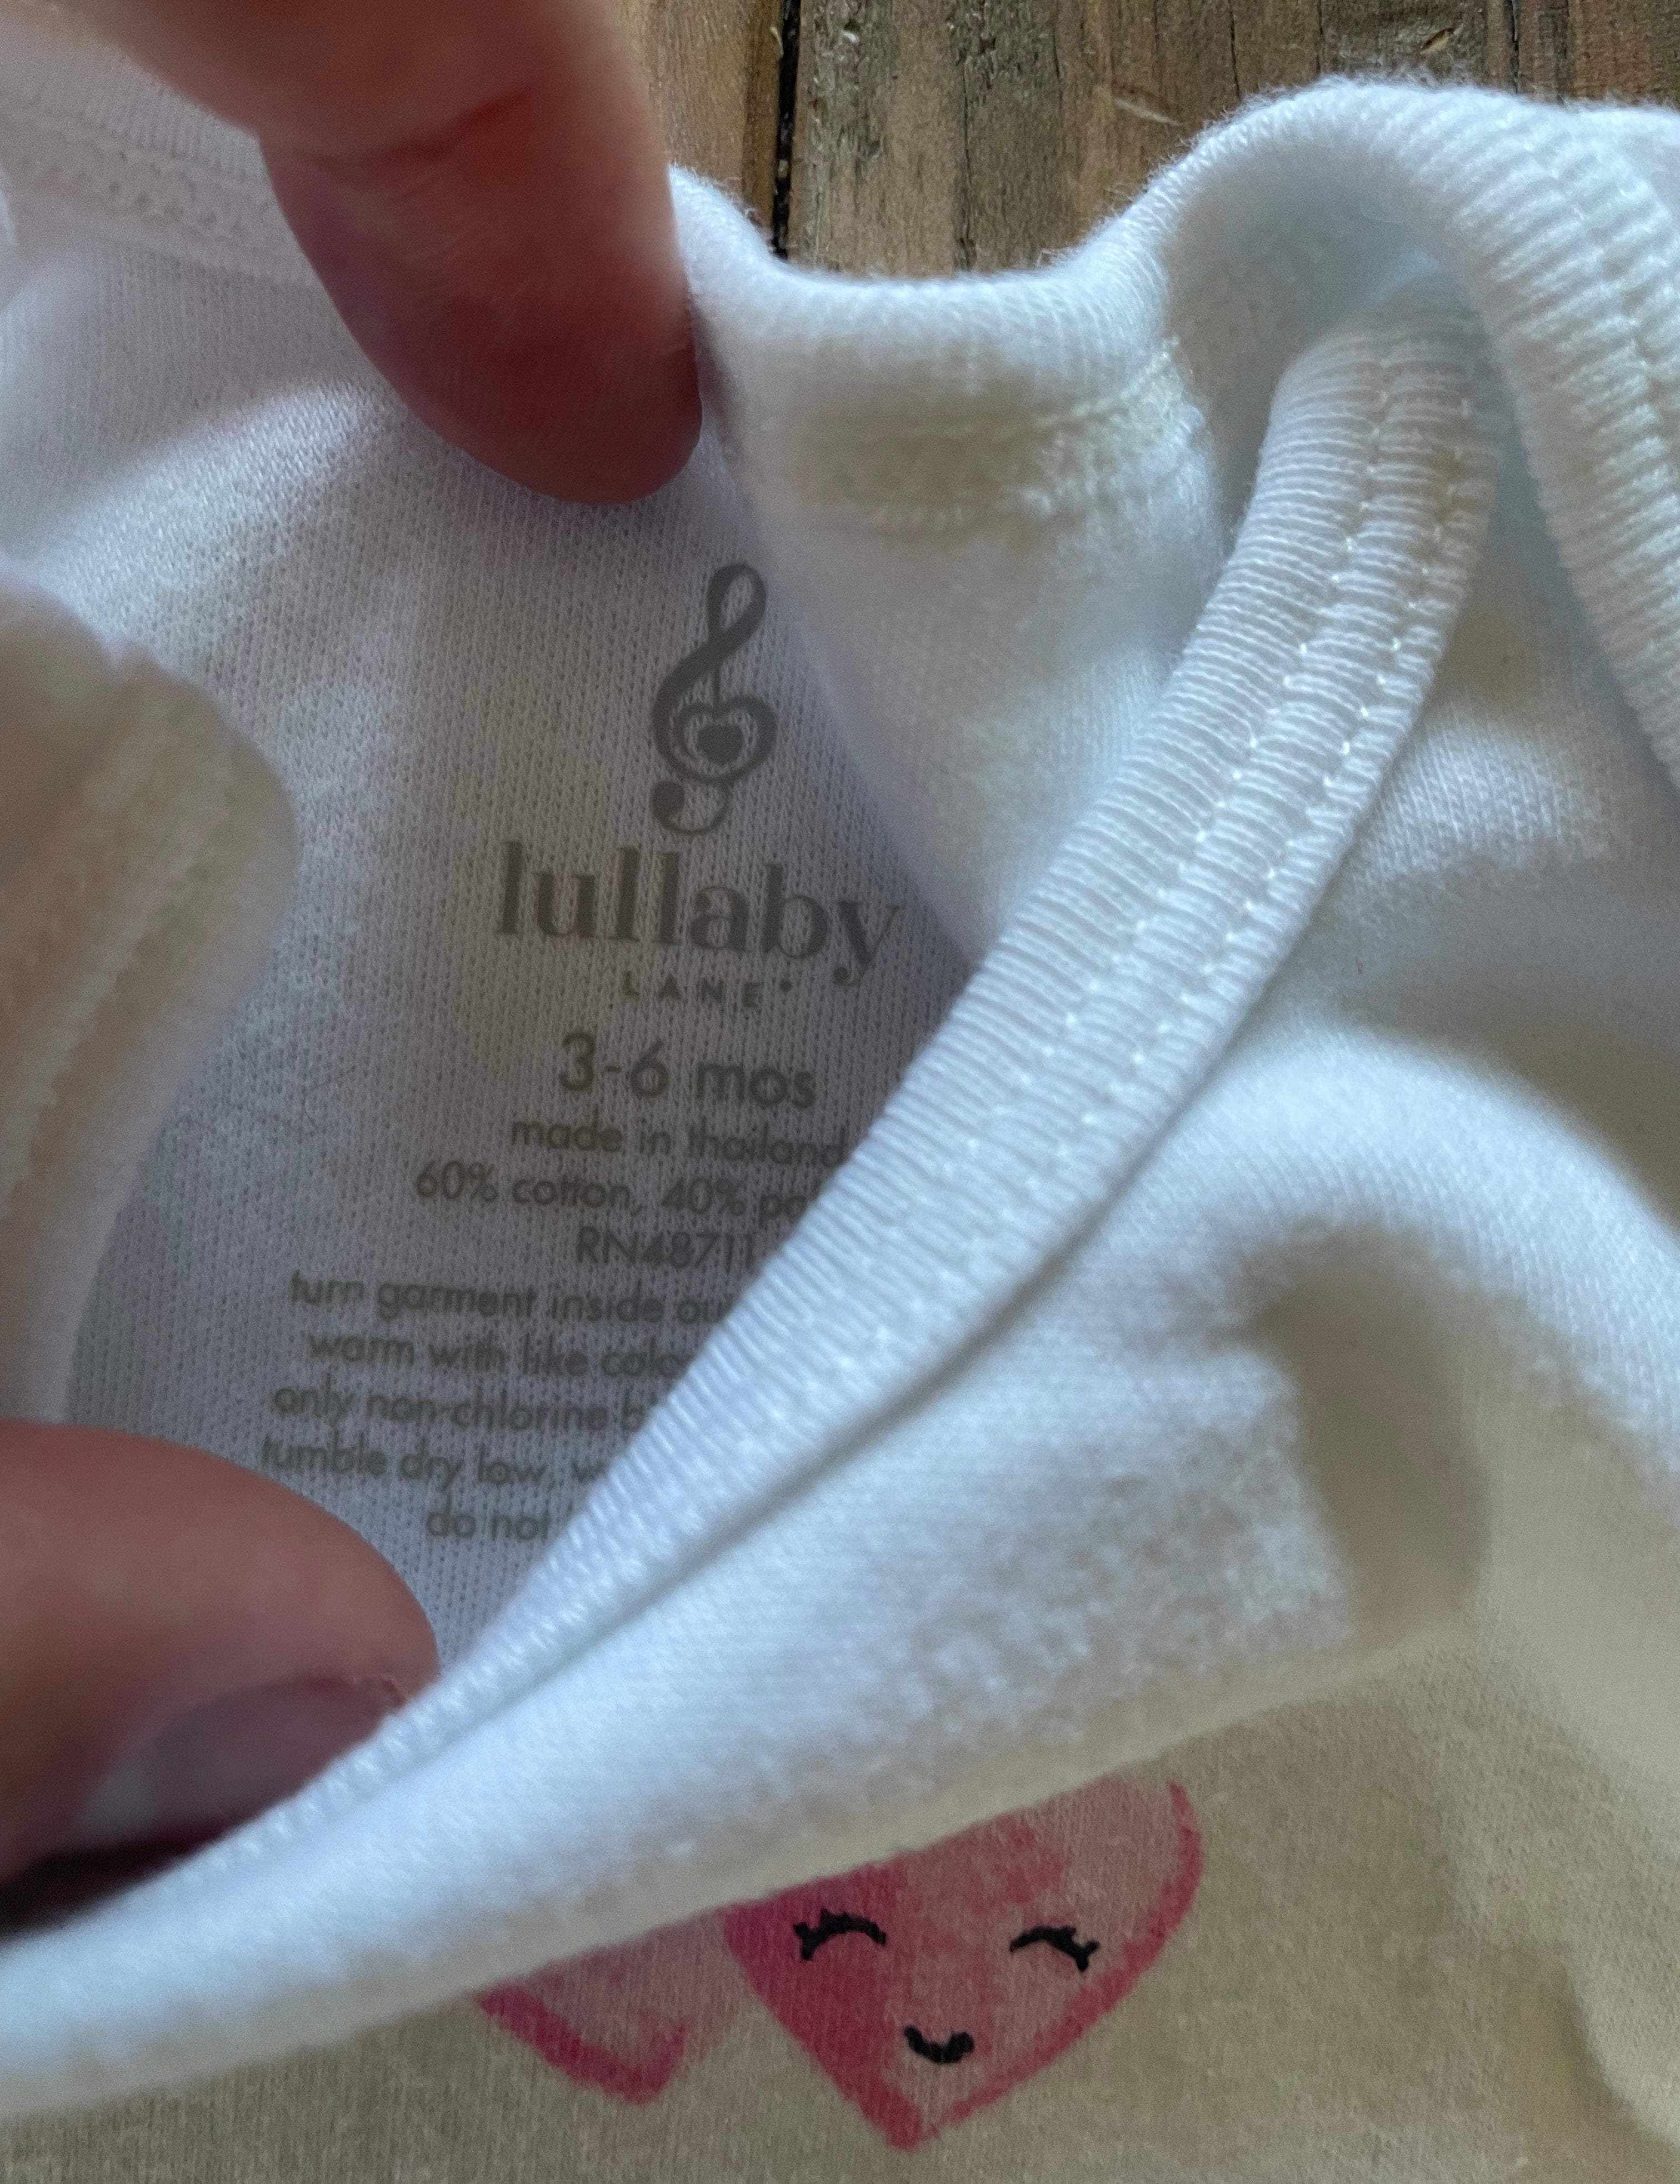 lullaby
LANE
3-6 mos
made in thailand
60% cotton, 40%
RN48711
turn garment inside
warm with like
only non-chlorine
tumble dry low,
do not